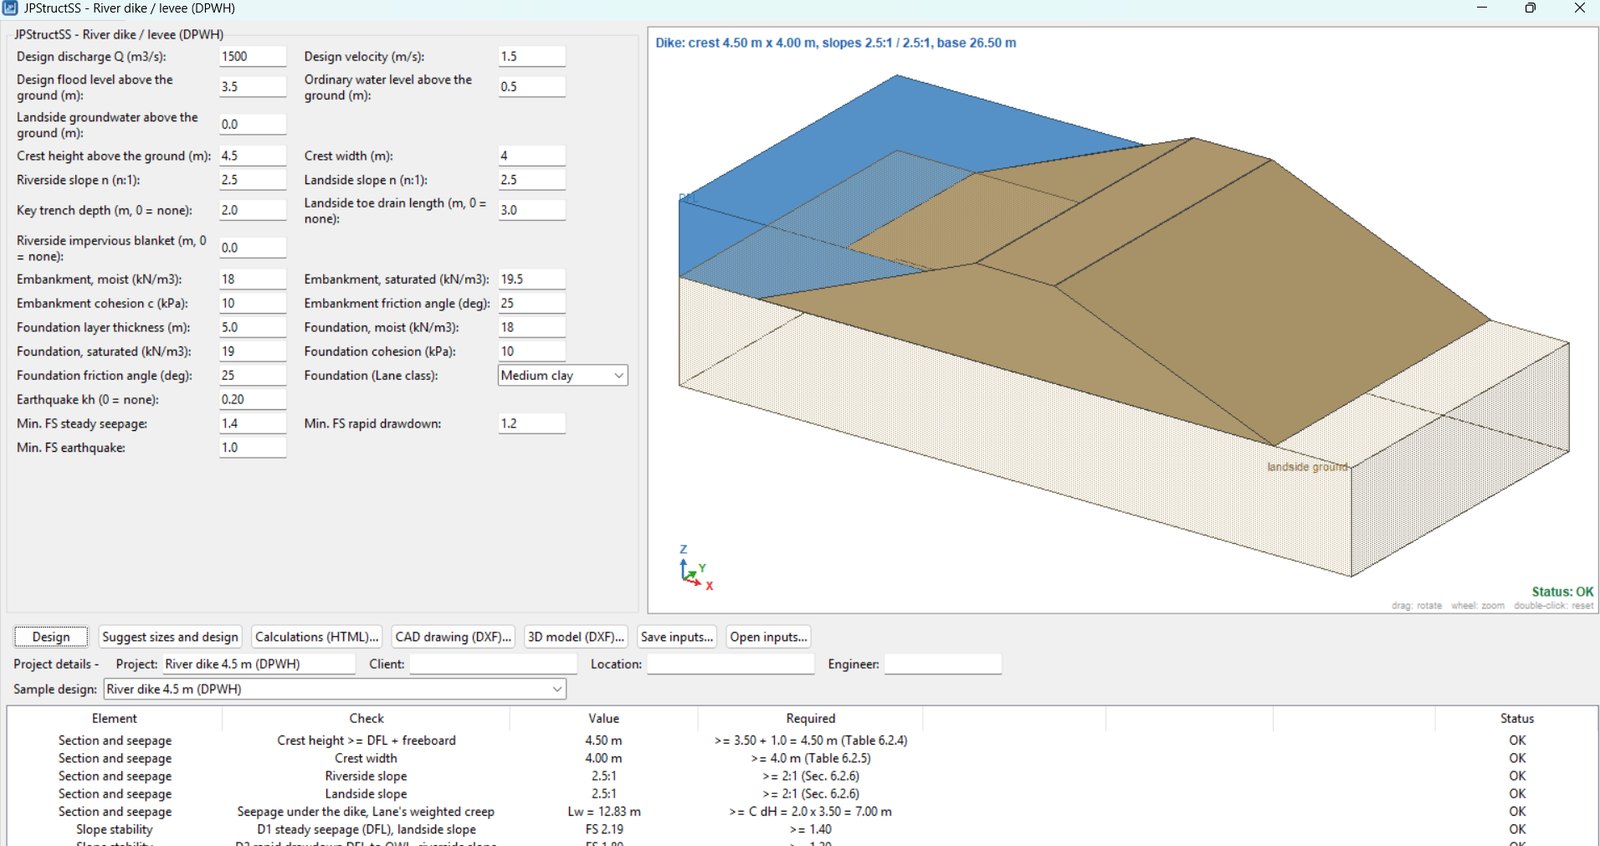 JPStructSS - River dike / levee (DPWH)
JPStructSS - River dike / levee (DPWH)
Design discharge Q (m3/s): 1500 Design velocity (m/s): 1.5
Design flood level above the ground (m): 3.5 Ordinary water level above the ground (m): 0.5
Landside groundwater above the ground (m): 0.0
Crest height above the ground (m): 4.5 Crest width (m): 4
Riverside slope n (n:1): 2.5 Landside slope n (n:1): 2.5
Key trench depth (m, 0 = none): 2.0 Landside toe drain length (m, 0 = none): 3.0
Riverside impervious blanket (m, 0 = none): 0.0
Embankment, moist (kN/m3): 18 Embankment, saturated (kN/m3): 19.5
Embankment cohesion c (kPa): 10 Embankment friction angle (deg): 25
Foundation layer thickness (m): 5.0 Foundation, moist (kN/m3): 18
Foundation, saturated (kN/m3): 19 Foundation cohesion (kPa): 10
Foundation friction angle (deg): 25 Foundation (Lane class): Medium clay
Earthquake kh (0 = none): 0.20
Min. FS steady seepage: 1.4 Min. FS rapid drawdown: 1.2
Min. FS earthquake: 1.0
Dike: crest 4.50 m x 4.00 m, slopes 2.5:1 / 2.5:1, base 26.50 m
DFL
landside ground
Z
Y
X
Status: OK
drag: rotate wheel: zoom double-click: reset
Design Suggest sizes and design Calculations (HTML)... CAD drawing (DXF)... 3D model (DXF)... Save inputs... Open inputs...
Project details - Project: River dike 4.5 m (DPWH) Client: Location: Engineer:
Sample design: River dike 4.5 m (DPWH)
Element Check Value Required Status
Section and seepage Crest height >= DFL + freeboard 4.50 m >= 3.50 + 1.0 = 4.50 m (Table 6.2.4) OK
Section and seepage Crest width 4.00 m >= 4.0 m (Table 6.2.5) OK
Section and seepage Riverside slope 2.5:1 >= 2:1 (Sec. 6.2.6) OK
Section and seepage Landside slope 2.5:1 >= 2:1 (Sec. 6.2.6) OK
Section and seepage Seepage under the dike, Lane's weighted creep Lw = 12.83 m >= C dH = 2.0 x 3.50 = 7.00 m OK
Slope stability D1 steady seepage (DFL), landside slope FS 2.19 >= 1.40 OK